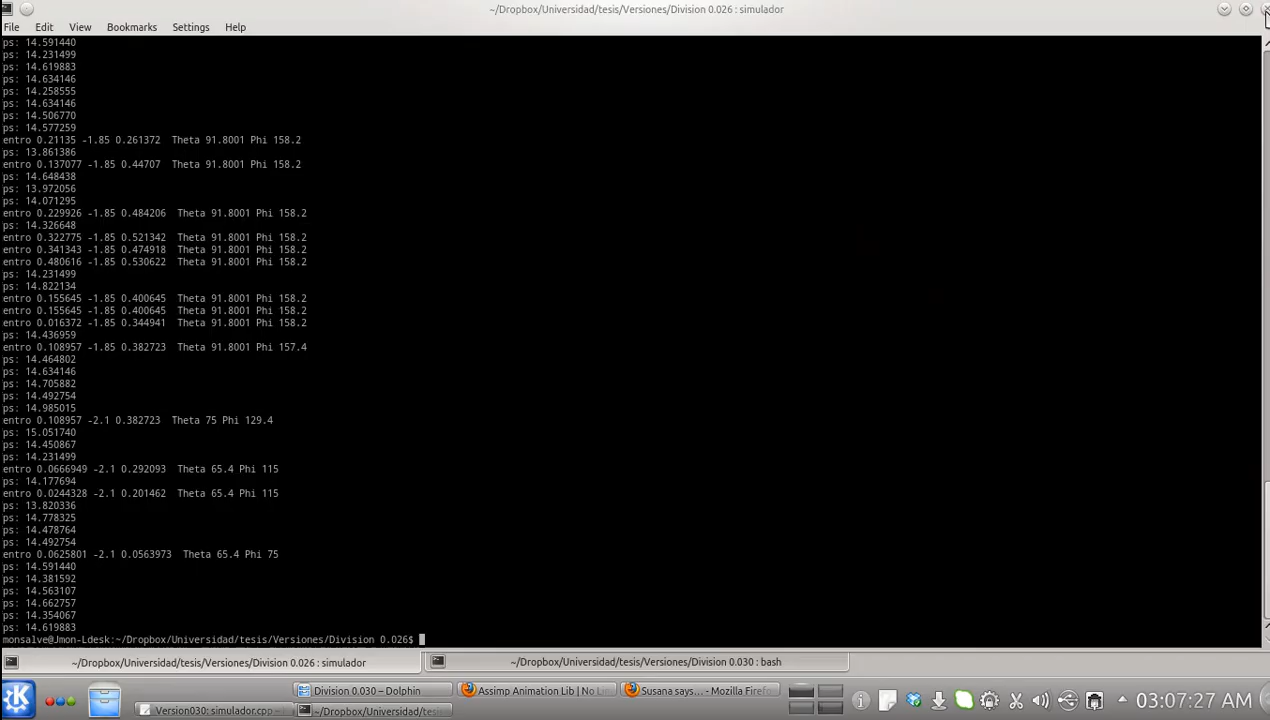 ~/Dropbox/Universidad/tesis/Versiones/Division 0.026 : simulador
File Edit View Bookmarks Settings Help
ps: 14.591440
ps: 14.231499
ps: 14.619883
ps: 14.634146
ps: 14.258555
ps: 14.634146
ps: 14.506770
ps: 14.577259
entro 0.21135 -1.85 0.261372  Theta 91.8001 Phi 158.2
ps: 13.861386
entro 0.137077 -1.85 0.44707  Theta 91.8001 Phi 158.2
ps: 14.648438
ps: 13.972056
ps: 14.071295
entro 0.229926 -1.85 0.484206  Theta 91.8001 Phi 158.2
ps: 14.326648
entro 0.322775 -1.85 0.521342  Theta 91.8001 Phi 158.2
entro 0.341343 -1.85 0.474918  Theta 91.8001 Phi 158.2
entro 0.480616 -1.85 0.530622  Theta 91.8001 Phi 158.2
ps: 14.231499
ps: 14.822134
entro 0.155645 -1.85 0.400645  Theta 91.8001 Phi 158.2
entro 0.155645 -1.85 0.400645  Theta 91.8001 Phi 158.2
entro 0.016372 -1.85 0.344941  Theta 91.8001 Phi 158.2
ps: 14.436959
entro 0.108957 -1.85 0.382723  Theta 91.8001 Phi 157.4
ps: 14.464802
ps: 14.634146
ps: 14.705882
ps: 14.492754
ps: 14.985015
entro 0.108957 -2.1 0.382723  Theta 75 Phi 129.4
ps: 15.051740
ps: 14.450867
ps: 14.231499
entro 0.0666949 -2.1 0.292093  Theta 65.4 Phi 115
ps: 14.177694
entro 0.0244328 -2.1 0.201462  Theta 65.4 Phi 115
ps: 13.820336
ps: 14.778325
ps: 14.478764
ps: 14.492754
entro 0.0625801 -2.1 0.0563973  Theta 65.4 Phi 75
ps: 14.591440
ps: 14.381592
ps: 14.563107
ps: 14.662757
ps: 14.354067
ps: 14.619883
monsalve@Jmon-Ldesk:~/Dropbox/Universidad/tesis/Versiones/Division 0.026$
~/Dropbox/Universidad/tesis/Versiones/Division 0.026 : simulador ~/Dropbox/Universidad/tesis/Versiones/Division 0.030 : bash
Division 0.030 – Dolphin Assimp Animation Lib | No Lin Susana says... - Mozilla Firefo
Version030: simulador.cpp – ~/Dropbox/Universidad/tesis
03:07:27 AM